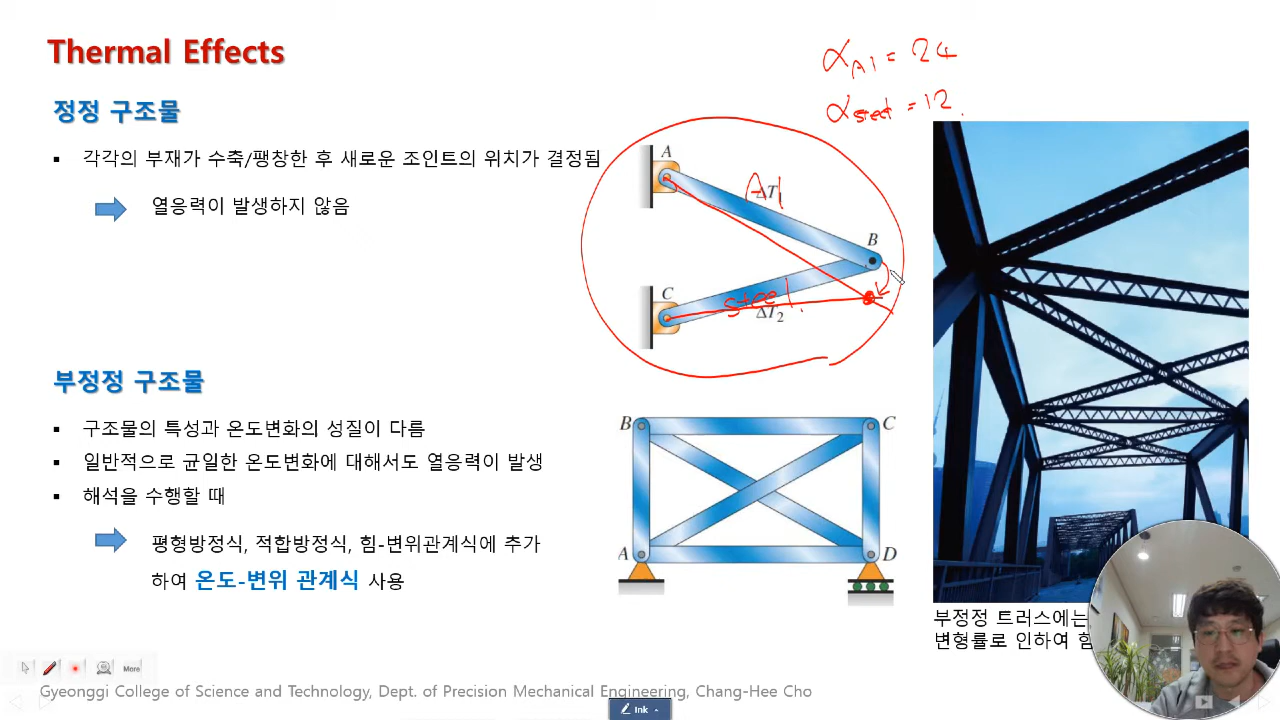 Thermal Effects
정정 구조물
▪ 각각의 부재가 수축/팽창한 후 새로운 조인트의 위치가 결정됨
열응력이 발생하지 않음
부정정 구조물
▪ 구조물의 특성과 온도변화의 성질이 다름
▪ 일반적으로 균일한 온도변화에 대해서도 열응력이 발생
▪ 해석을 수행할 때
평형방정식, 적합방정식, 힘-변위관계식에 추가
하여 온도-변위 관계식 사용
αAl = 24
αsteel = 12
A
Al
ΔT1
B
C
steel
ΔT2
B
C
A
D
부정정 트러스에는
변형률로 인하여 힘
More
Gyeonggi College of Science and Technology, Dept. of Precision Mechanical Engineering, Chang-Hee Cho
Ink